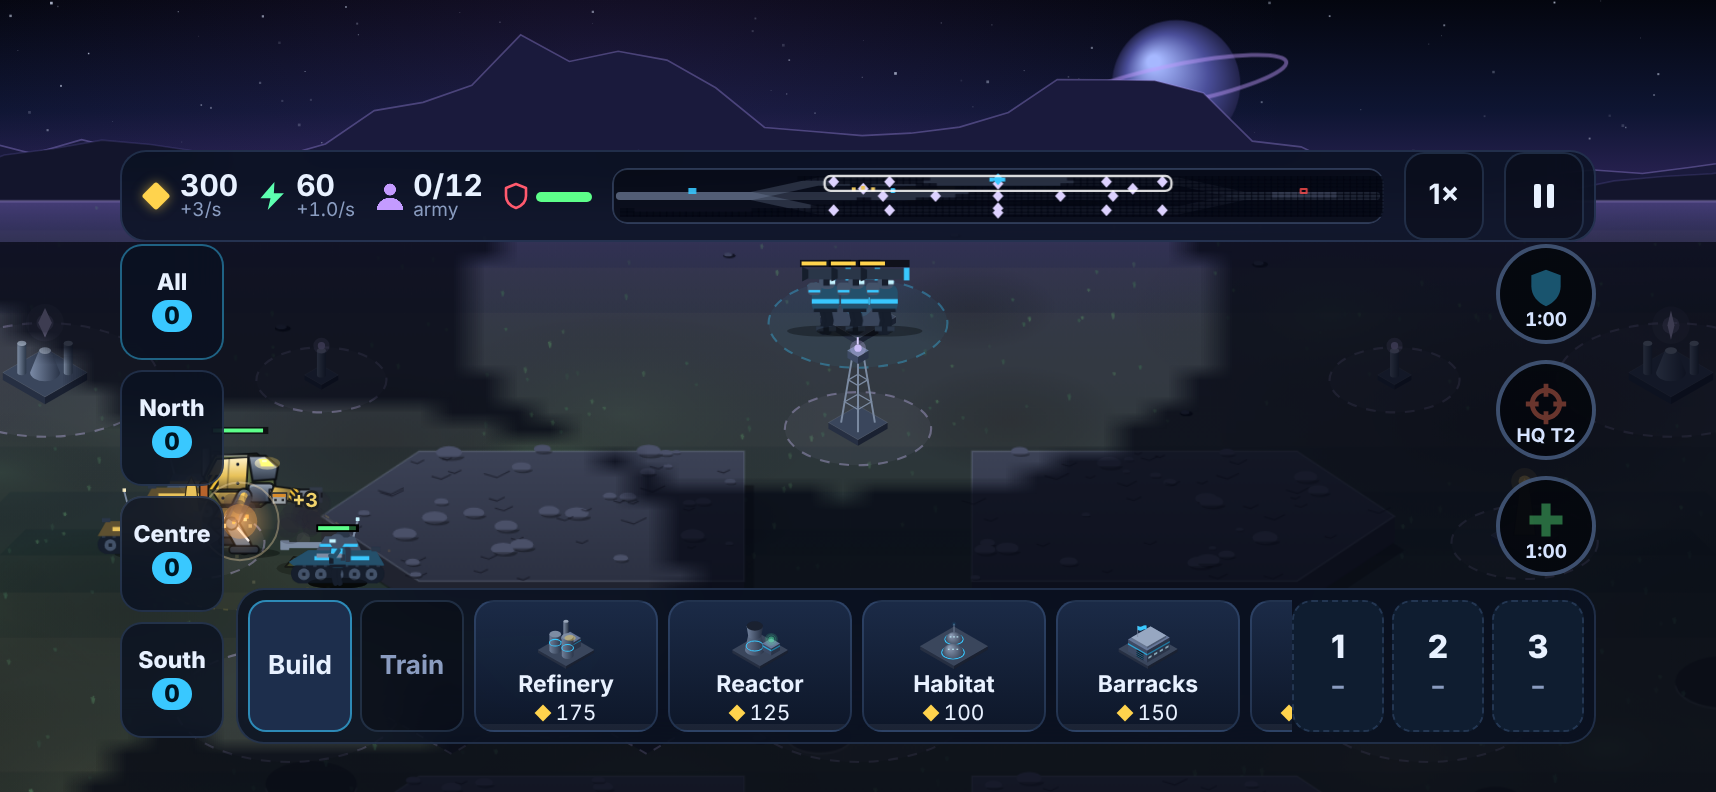 300
+3/s
60
+1.0/s
0/12
army
1×
All
0
1:00
North
0
HQ T2
+3
Centre
0
1:00
South
0
Build
Train
Refinery
175
Reactor
125
Habitat
100
Barracks
150
1
–
2
–
3
–